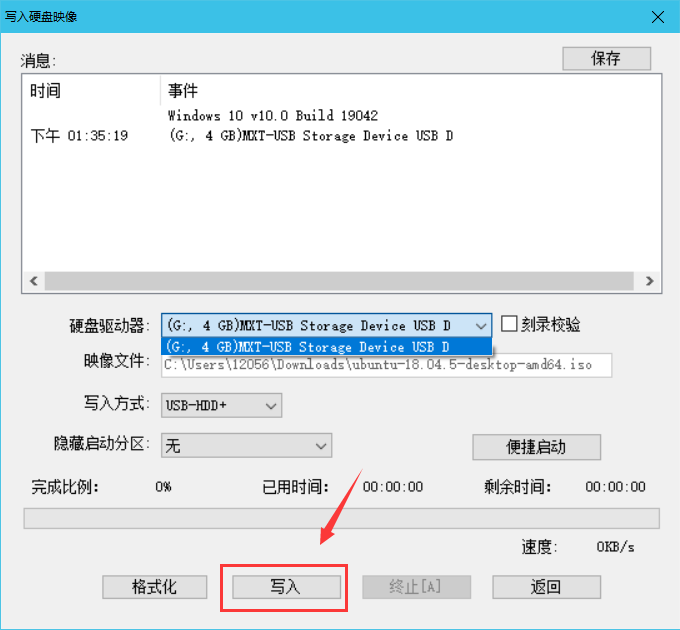 写入硬盘映像
消息:
保存
时间 事件
Windows 10 v10.0 Build 19042
下午 01:35:19 (G:, 4 GB)MXT-USB Storage Device USB D
硬盘驱动器: (G:, 4 GB)MXT-USB Storage Device USB D 刻录校验
(G:, 4 GB)MXT-USB Storage Device USB D
映像文件: C:\Users\12056\Downloads\ubuntu-18.04.5-desktop-amd64.iso
写入方式: USB-HDD+
隐藏启动分区: 无 便捷启动
完成比例: 0% 已用时间: 00:00:00 剩余时间: 00:00:00
速度: 0KB/s
格式化 写入 终止[A] 返回